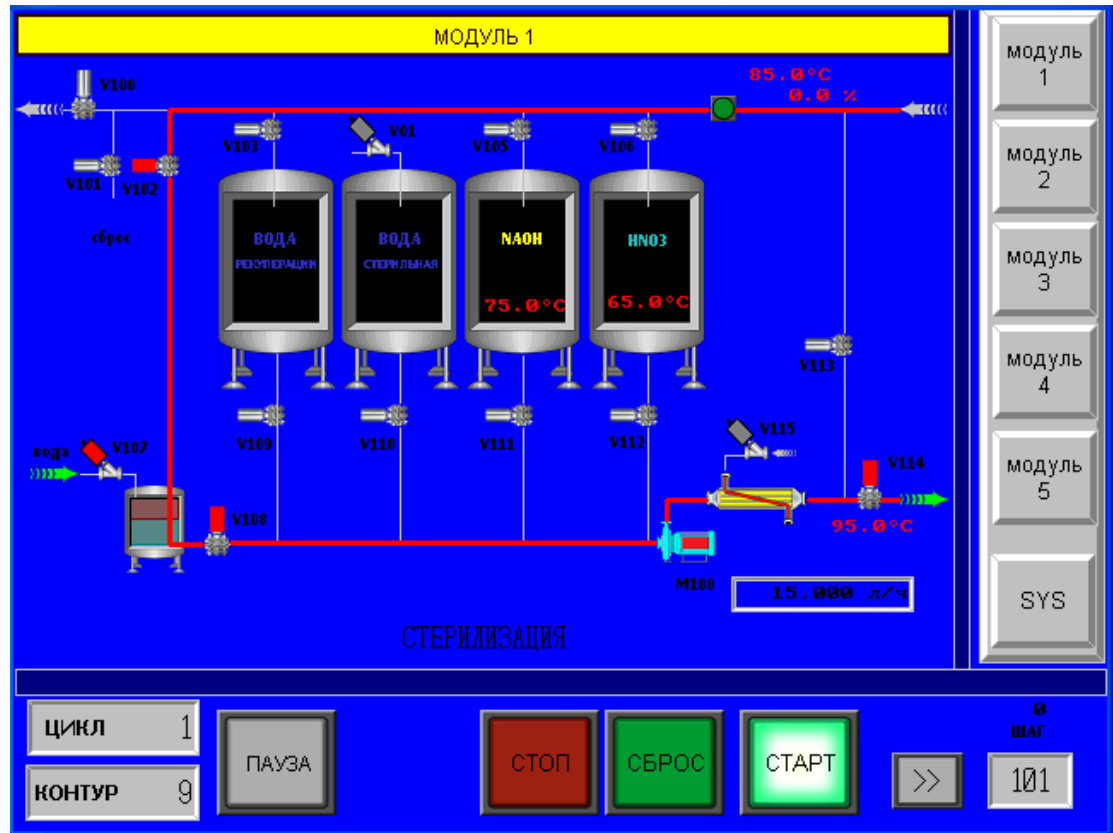 МОДУЛЬ 1
85.0°C
0.0 %
V100
V103
V01
V105
V106
V101
V102
сброс
ВОДА
РЕКУПЕРАЦИИ
ВОДА
СТЕРИЛЬНАЯ
NAOH
75.0°C
HNO3
65.0°C
V113
V109
V110
V111
V112
V115
вода
V107
V114
V108
95.0°C
M100
15.000 л/ч
СТЕРИЛИЗАЦИЯ
модуль
1
модуль
2
модуль
3
модуль
4
модуль
5
SYS
ЦИКЛ 1
КОНТУР 9
ПАУЗА
СТОП
СБРОС
СТАРТ
>>
0
ШАГ
101